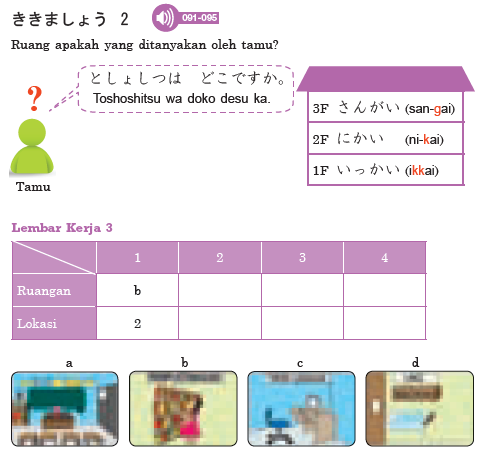 ききましょう 2
091-095
Ruang apakah yang ditanyakan oleh tamu?
としょしつは どこですか。
Toshoshitsu wa doko desu ka.
?
Tamu
3F さんがい (san-gai)
2F にかい (ni-kai)
1F いっかい (ikkai)
Lembar Kerja 3
1 2 3 4
Ruangan b
Lokasi 2
a b c d